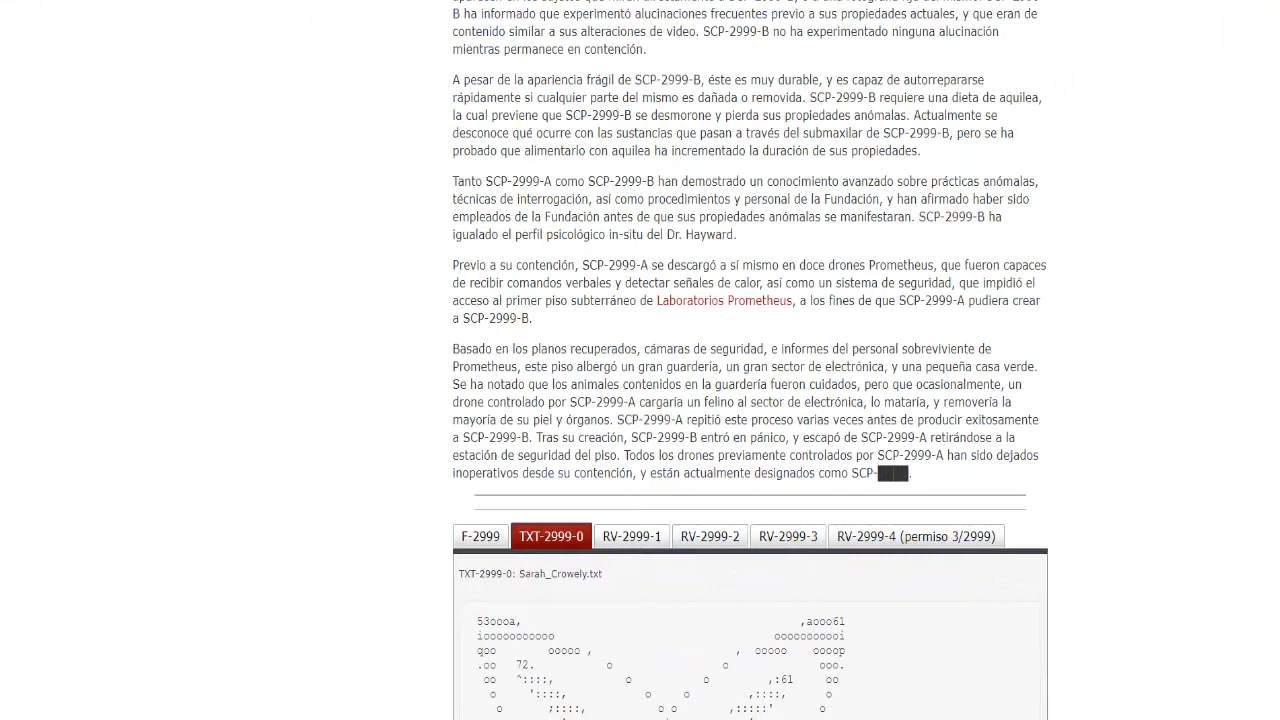 B ha informado que experimentó alucinaciones frecuentes previo a sus propiedades actuales, y que eran de
contenido similar a sus alteraciones de video. SCP-2999-B no ha experimentado ninguna alucinación
mientras permanece en contención.
A pesar de la apariencia frágil de SCP-2999-B, éste es muy durable, y es capaz de autorrepararse
rápidamente si cualquier parte del mismo es dañada o removida. SCP-2999-B requiere una dieta de aquilea,
la cual previene que SCP-2999-B se desmorone y pierda sus propiedades anómalas. Actualmente se
desconoce qué ocurre con las sustancias que pasan a través del submaxilar de SCP-2999-B, pero se ha
probado que alimentarlo con aquilea ha incrementado la duración de sus propiedades.
Tanto SCP-2999-A como SCP-2999-B han demostrado un conocimiento avanzado sobre prácticas anómalas,
técnicas de interrogación, así como procedimientos y personal de la Fundación, y han afirmado haber sido
empleados de la Fundación antes de que sus propiedades anómalas se manifestaran. SCP-2999-B ha
igualado el perfil psicológico in-situ del Dr. Hayward.
Previo a su contención, SCP-2999-A se descargó a sí mismo en doce drones Prometheus, que fueron capaces
de recibir comandos verbales y detectar señales de calor, así como un sistema de seguridad, que impidió el
acceso al primer piso subterráneo de Laboratorios Prometheus, a los fines de que SCP-2999-A pudiera crear
a SCP-2999-B.
Basado en los planos recuperados, cámaras de seguridad, e informes del personal sobreviviente de
Prometheus, este piso albergó un gran guardería, un gran sector de electrónica, y una pequeña casa verde.
Se ha notado que los animales contenidos en la guardería fueron cuidados, pero que ocasionalmente, un
drone controlado por SCP-2999-A cargaría un felino al sector de electrónica, lo mataría, y removería la
mayoría de su piel y órganos. SCP-2999-A repitió este proceso varias veces antes de producir exitosamente
a SCP-2999-B. Tras su creación, SCP-2999-B entró en pánico, y escapó de SCP-2999-A retirándose a la
estación de seguridad del piso. Todos los drones previamente controlados por SCP-2999-A han sido dejados
inoperativos desde su contención, y están actualmente designados como SCP-████.
F-2999 TXT-2999-0 RV-2999-1 RV-2999-2 RV-2999-3 RV-2999-4 (permiso 3/2999)
TXT-2999-0: Sarah_Crowely.txt
53oooa, ,aooo61
iooooooooooo ooooooooooi
qoo ooooo , , ooooo oooop
.oo 72. o o ooo.
oo ^::::, o o ,:61 oo
o '::::, o o ,::::, o
o ;::::, o o ,:::::' o